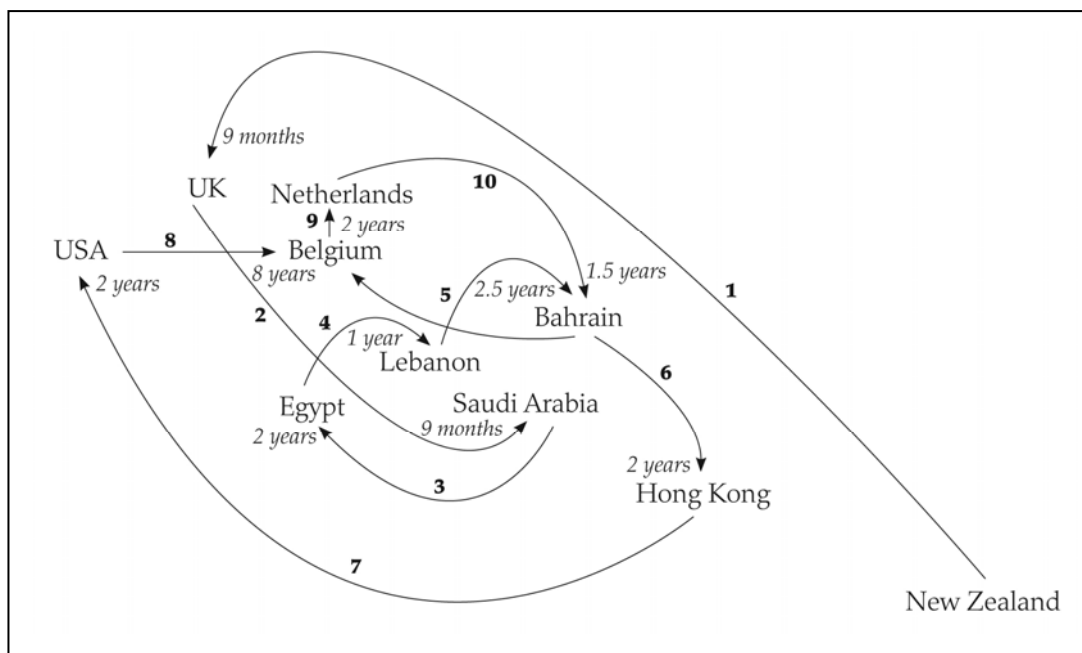 9 months
UK
Netherlands
10
9
2 years
USA
8
Belgium
2 years
8 years
1.5 years
5
2.5 years
1
2
4
Bahrain
1 year
Lebanon
6
Egypt
Saudi Arabia
2 years
9 months
2 years
3
Hong Kong
7
New Zealand